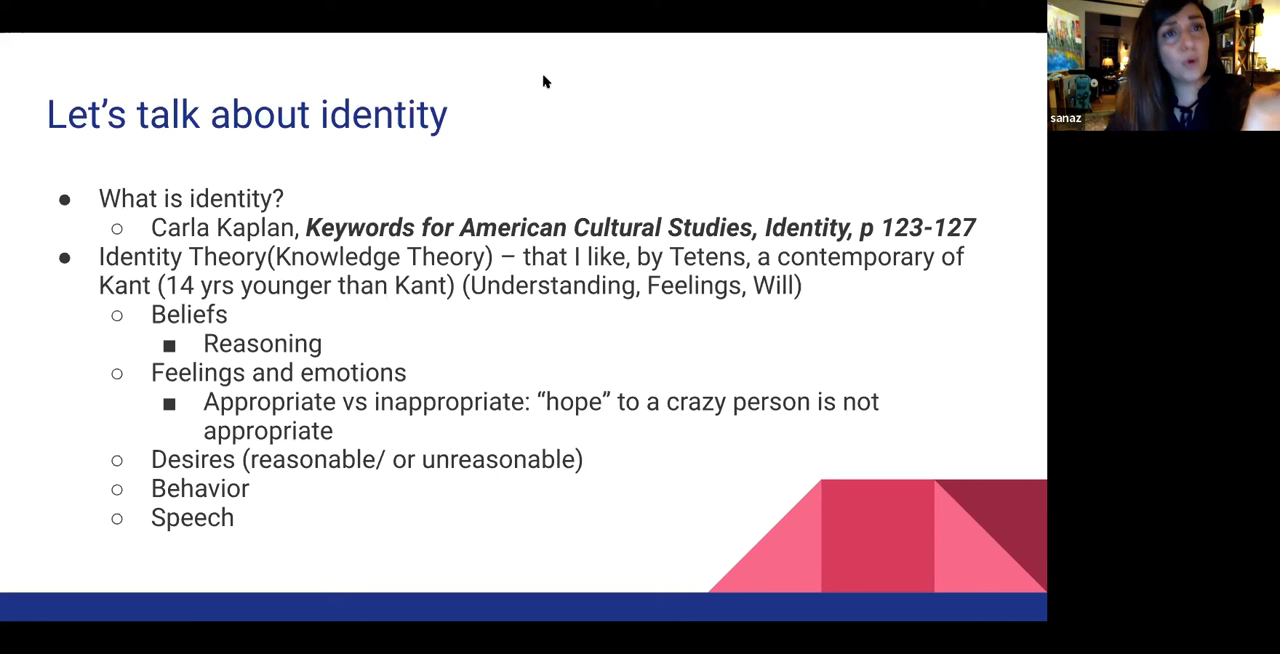 Let's talk about identity
● What is identity?
○ Carla Kaplan, Keywords for American Cultural Studies, Identity, p 123-127
● Identity Theory(Knowledge Theory) – that I like, by Tetens, a contemporary of
Kant (14 yrs younger than Kant) (Understanding, Feelings, Will)
○ Beliefs
■ Reasoning
○ Feelings and emotions
■ Appropriate vs inappropriate: “hope” to a crazy person is not
appropriate
○ Desires (reasonable/ or unreasonable)
○ Behavior
○ Speech
sanaz